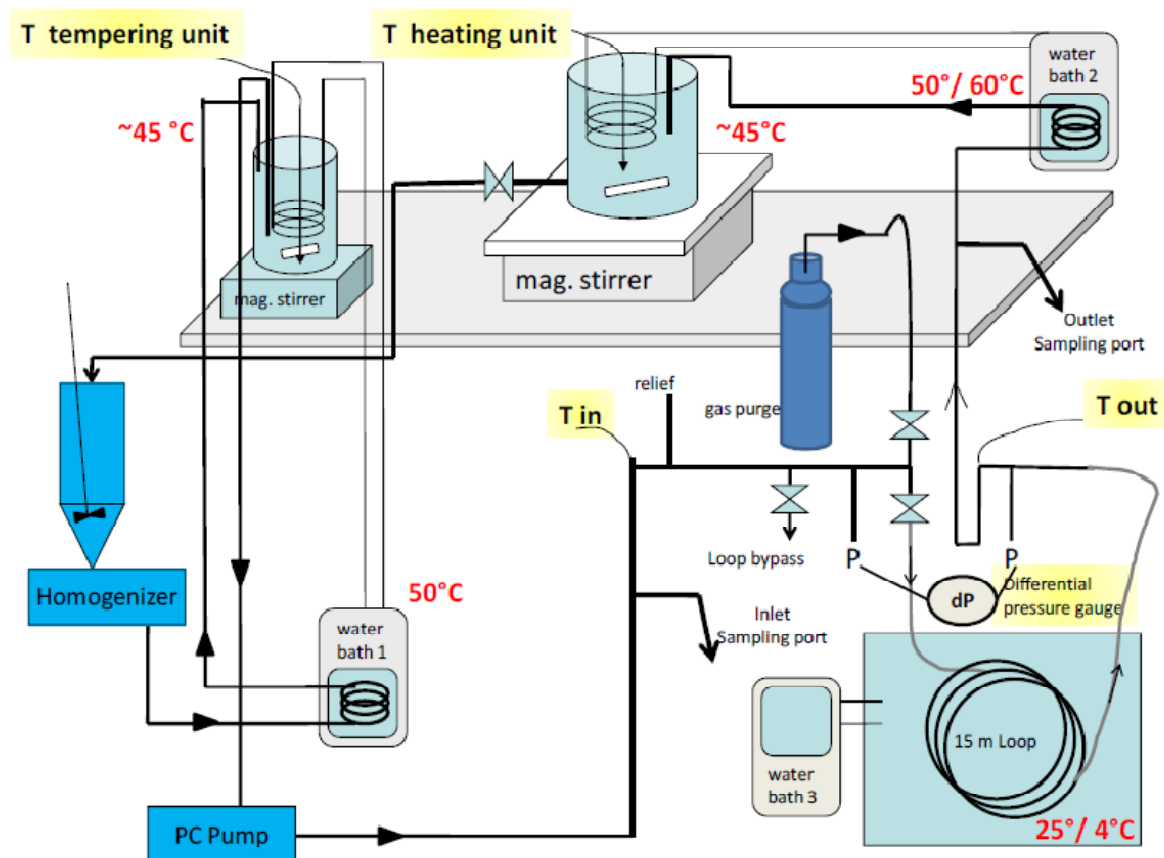 T tempering unit
T heating unit
water
bath 2
50°/ 60°C
~45 °C
~45°C
mag. stirrer
mag. stirrer
Outlet
Sampling port
relief
gas purge
T in
T out
Loop bypass
P
P
dP
Differential
pressure gauge
Homogenizer
50°C
water
bath 1
Inlet
Sampling port
15 m Loop
water
bath 3
25°/ 4°C
PC Pump